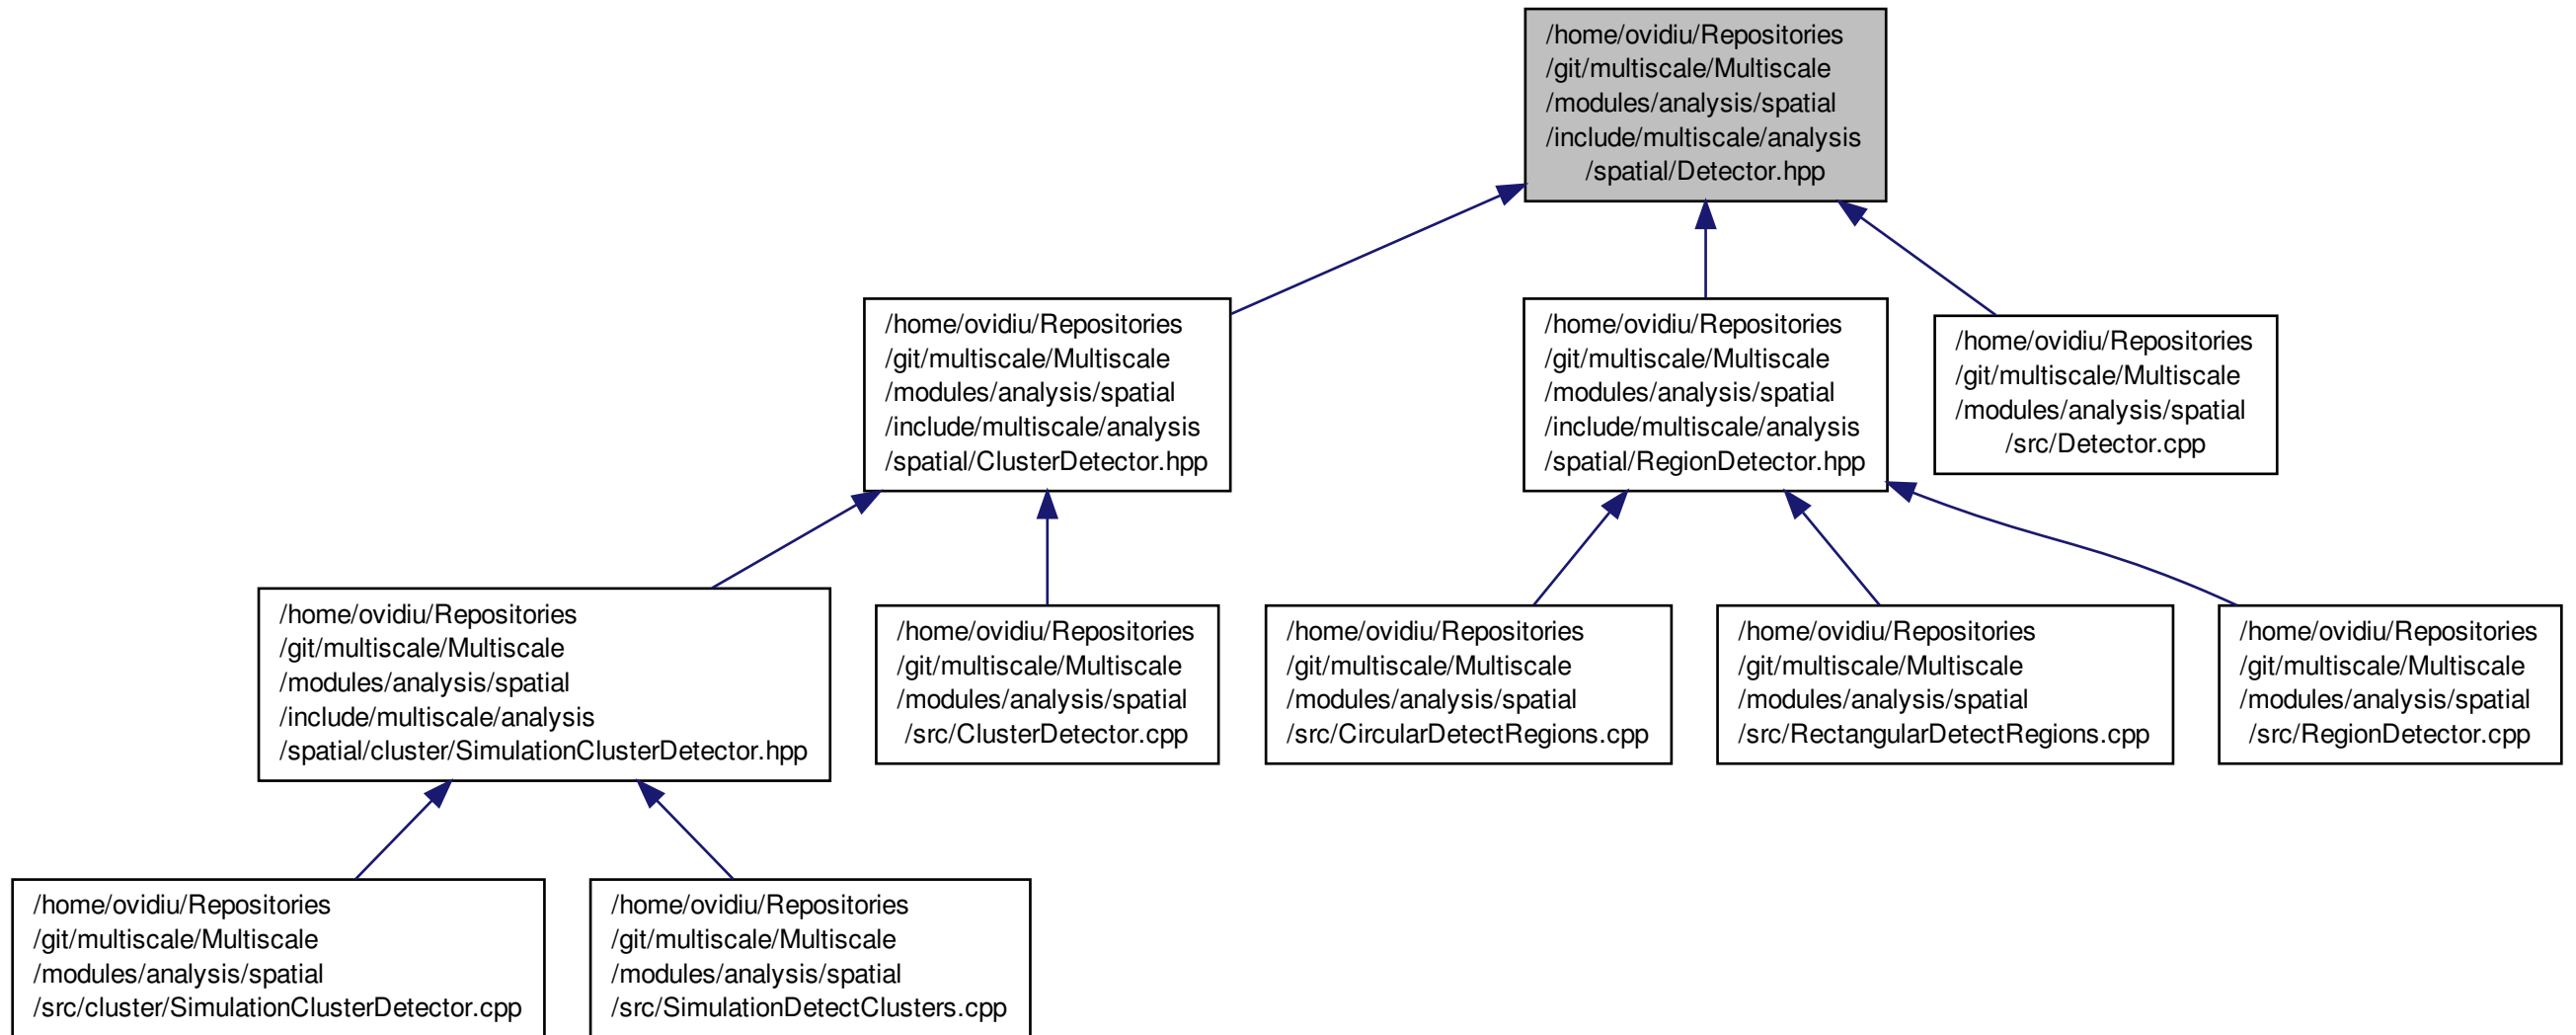 /home/ovidiu/Repositories
/git/multiscale/Multiscale
/modules/analysis/spatial
/include/multiscale/analysis
/spatial/Detector.hpp
/home/ovidiu/Repositories
/git/multiscale/Multiscale
/modules/analysis/spatial
/include/multiscale/analysis
/spatial/ClusterDetector.hpp
/home/ovidiu/Repositories
/git/multiscale/Multiscale
/modules/analysis/spatial
/include/multiscale/analysis
/spatial/RegionDetector.hpp
/home/ovidiu/Repositories
/git/multiscale/Multiscale
/modules/analysis/spatial
/src/Detector.cpp
/home/ovidiu/Repositories
/git/multiscale/Multiscale
/modules/analysis/spatial
/include/multiscale/analysis
/spatial/cluster/SimulationClusterDetector.hpp
/home/ovidiu/Repositories
/git/multiscale/Multiscale
/modules/analysis/spatial
/src/ClusterDetector.cpp
/home/ovidiu/Repositories
/git/multiscale/Multiscale
/modules/analysis/spatial
/src/CircularDetectRegions.cpp
/home/ovidiu/Repositories
/git/multiscale/Multiscale
/modules/analysis/spatial
/src/RectangularDetectRegions.cpp
/home/ovidiu/Repositories
/git/multiscale/Multiscale
/modules/analysis/spatial
/src/RegionDetector.cpp
/home/ovidiu/Repositories
/git/multiscale/Multiscale
/modules/analysis/spatial
/src/cluster/SimulationClusterDetector.cpp
/home/ovidiu/Repositories
/git/multiscale/Multiscale
/modules/analysis/spatial
/src/SimulationDetectClusters.cpp